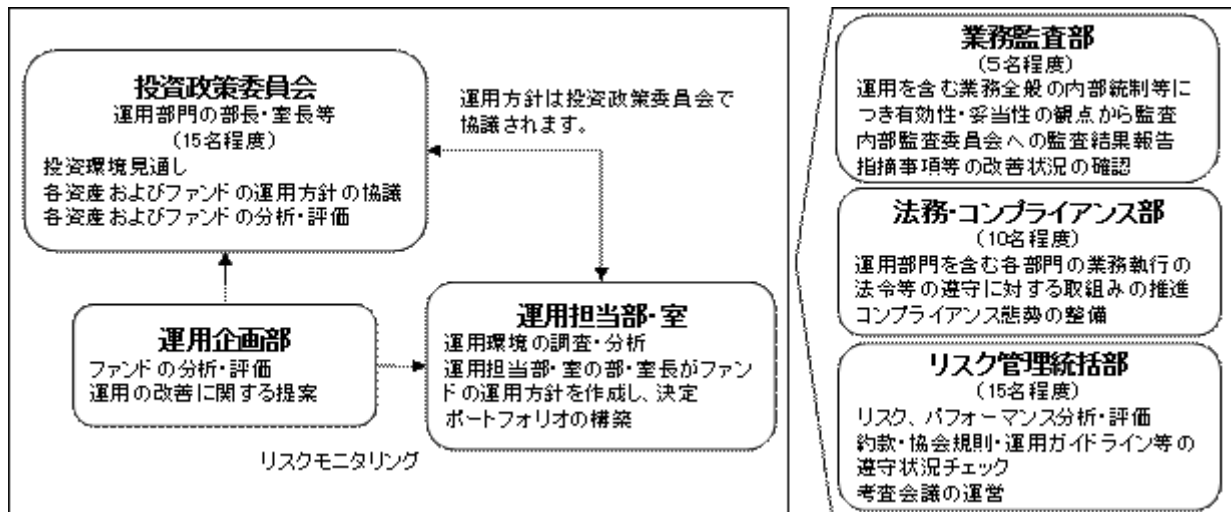 投資政策委員会
運用部門の部長・室長等
(15名程度)
投資環境見通し
各資産およびファンドの運用方針の協議
各資産およびファンドの分析・評価
運用方針は投資政策委員会で
協議されます。
運用企画部
ファンドの分析・評価
運用の改善に関する提案
運用担当部・室
運用環境の調査・分析
運用担当部・室の部・室長がファン
ドの運用方針を作成し、決定
ポートフォリオの構築
リスクモニタリング
業務監査部
(5名程度)
運用を含む業務全般の内部統制等に
つき有効性・妥当性の観点から監査
内部監査委員会への監査結果報告
指摘事項等の改善状況の確認
法務・コンプライアンス部
(10名程度)
運用部門を含む各部門の業務執行の
法令等の遵守に対する取組みの推進
コンプライアンス態勢の整備
リスク管理統括部
(15名程度)
リスク、パフォーマンス分析・評価
約款・協会規則・運用ガイドライン等の
遵守状況チェック
考査会議の運営